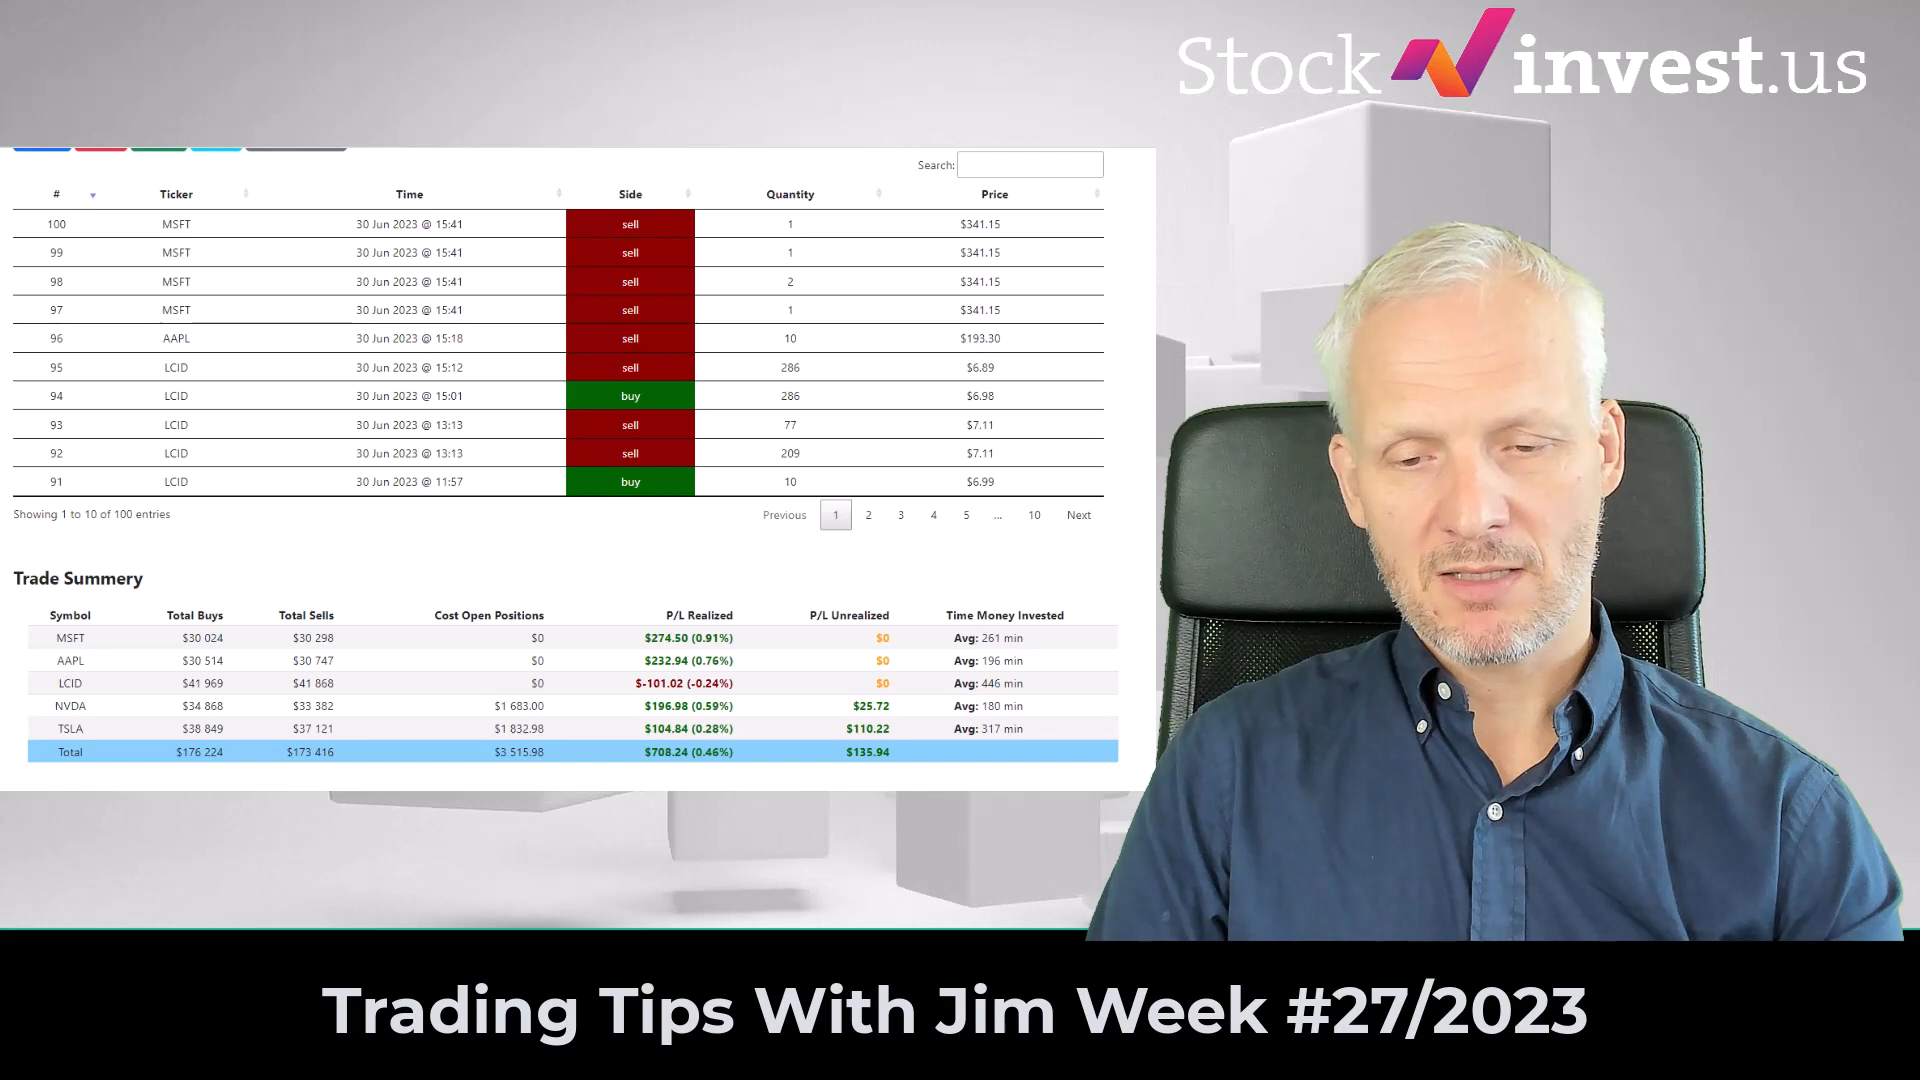 Stock invest.us
Search:
# Ticker Time Side Quantity Price
100 MSFT 30 Jun 2023 @ 15:41 sell 1 $341.15
99 MSFT 30 Jun 2023 @ 15:41 sell 1 $341.15
98 MSFT 30 Jun 2023 @ 15:41 sell 2 $341.15
97 MSFT 30 Jun 2023 @ 15:41 sell 1 $341.15
96 AAPL 30 Jun 2023 @ 15:18 sell 10 $193.30
95 LCID 30 Jun 2023 @ 15:12 sell 286 $6.89
94 LCID 30 Jun 2023 @ 15:01 buy 286 $6.98
93 LCID 30 Jun 2023 @ 13:13 sell 77 $7.11
92 LCID 30 Jun 2023 @ 13:13 sell 209 $7.11
91 LCID 30 Jun 2023 @ 11:57 buy 10 $6.99
Showing 1 to 10 of 100 entries Previous 1 2 3 4 5 ... 10 Next
Trade Summery
Symbol Total Buys Total Sells Cost Open Positions P/L Realized P/L Unrealized Time Money Invested
MSFT $30 024 $30 298 $0 $274.50 (0.91%) $0 Avg: 261 min
AAPL $30 514 $30 747 $0 $232.94 (0.76%) $0 Avg: 196 min
LCID $41 969 $41 868 $0 $-101.02 (-0.24%) $0 Avg: 446 min
NVDA $34 868 $33 382 $1 683.00 $196.98 (0.59%) $25.72 Avg: 180 min
TSLA $38 849 $37 121 $1 832.98 $104.84 (0.28%) $110.22 Avg: 317 min
Total $176 224 $173 416 $3 515.98 $708.24 (0.46%) $135.94
Trading Tips With Jim Week #27/2023